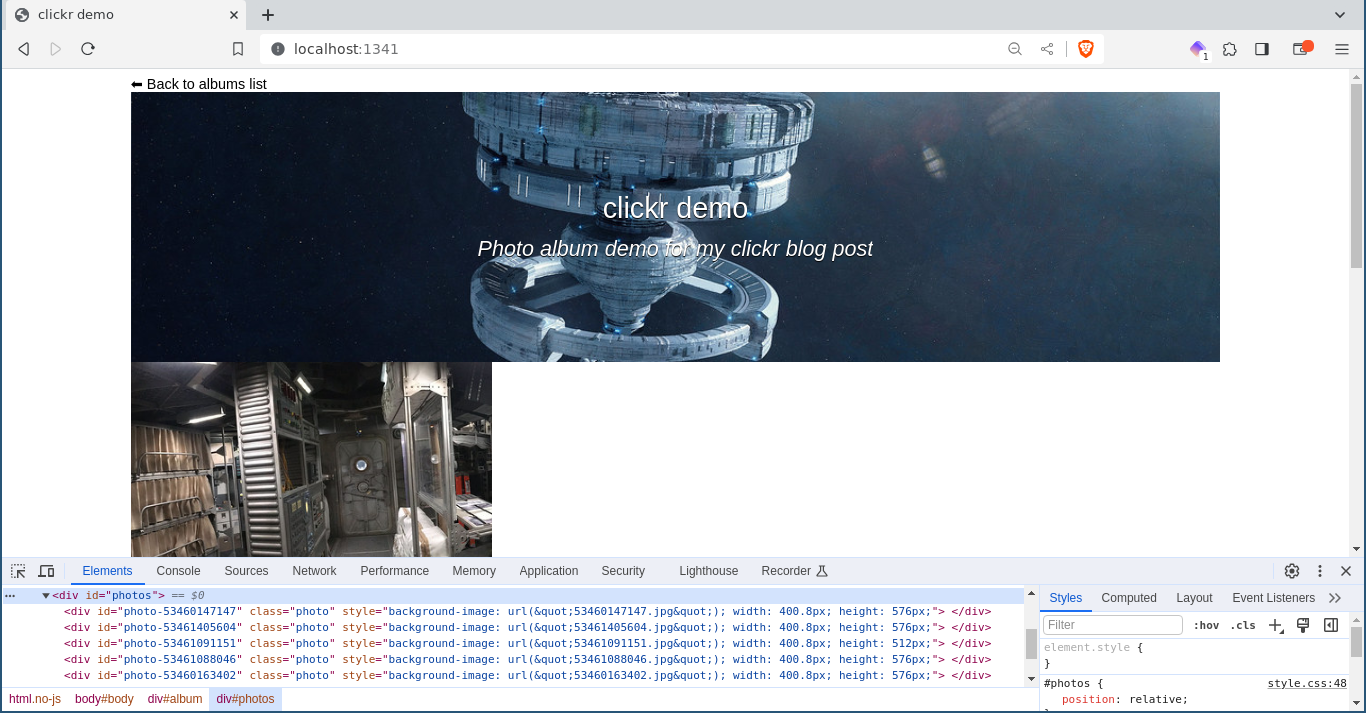 clickr demo
localhost:1341
1
⬅ Back to albums list
clickr demo
Photo album demo for my clickr blog post
Elements Console Sources Network Performance Memory Application Security Lighthouse Recorder
… ▼<div id="photos"> == $0
<div id="photo-53460147147" class="photo" style="background-image: url(&quot;53460147147.jpg&quot;); width: 400.8px; height: 576px;"> </div>
<div id="photo-53461405604" class="photo" style="background-image: url(&quot;53461405604.jpg&quot;); width: 400.8px; height: 576px;"> </div>
<div id="photo-53461091151" class="photo" style="background-image: url(&quot;53461091151.jpg&quot;); width: 400.8px; height: 512px;"> </div>
<div id="photo-53461088046" class="photo" style="background-image: url(&quot;53461088046.jpg&quot;); width: 400.8px; height: 576px;"> </div>
<div id="photo-53460163402" class="photo" style="background-image: url(&quot;53460163402.jpg&quot;); width: 400.8px; height: 576px;"> </div>
html.no-js body#body div#album div#photos
Styles Computed Layout Event Listeners
Filter :hov .cls
element.style {
}
#photos { style.css:48
position: relative;